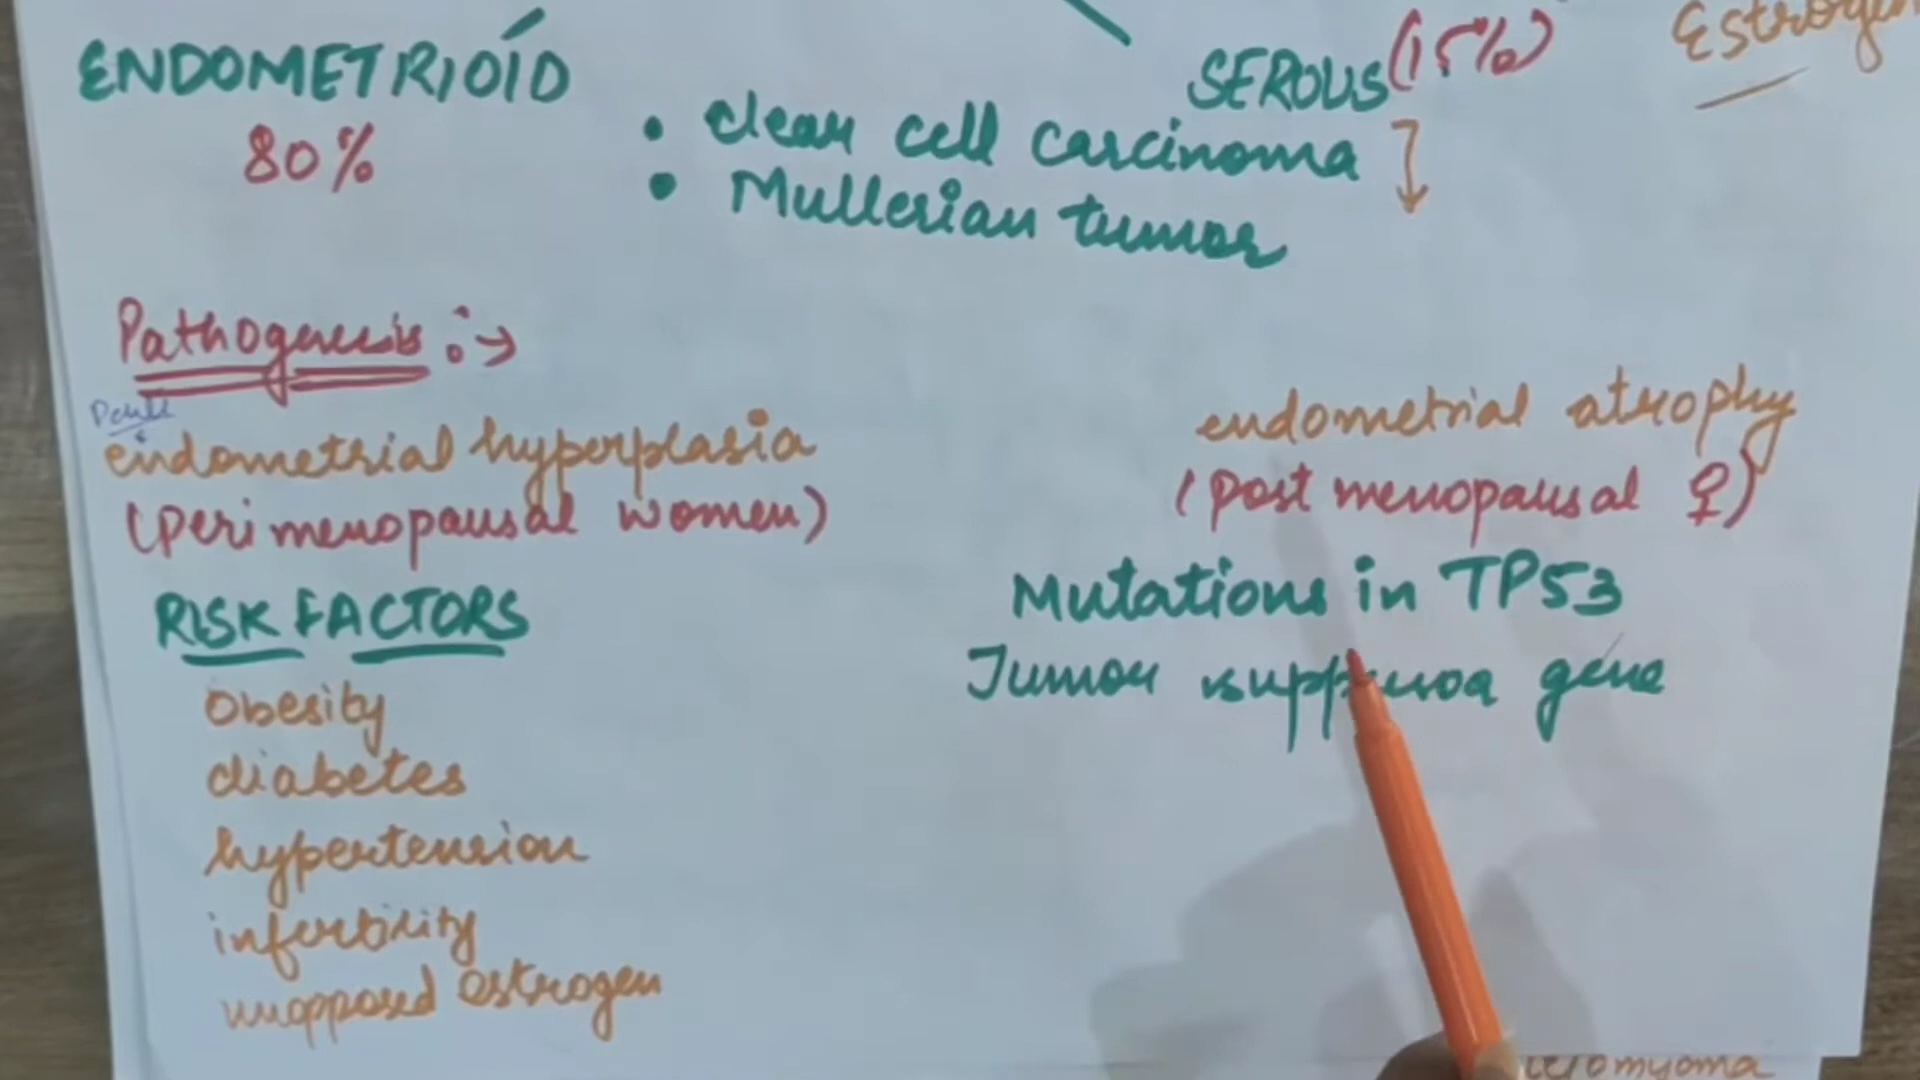 Estrogen
ENDOMETRIOID
80%
SEROUS (15%)
• clear cell carcinoma
• Mullerian tumor
Pathogenesis :→
endometrial hyperplasia
(perimenopausal women)
RISK FACTORS
obesity
diabetes
hypertension
infertility
unopposed estrogen
endometrial atrophy
(post menopausal ♀)
Mutations in TP53
Tumor suppressor gene